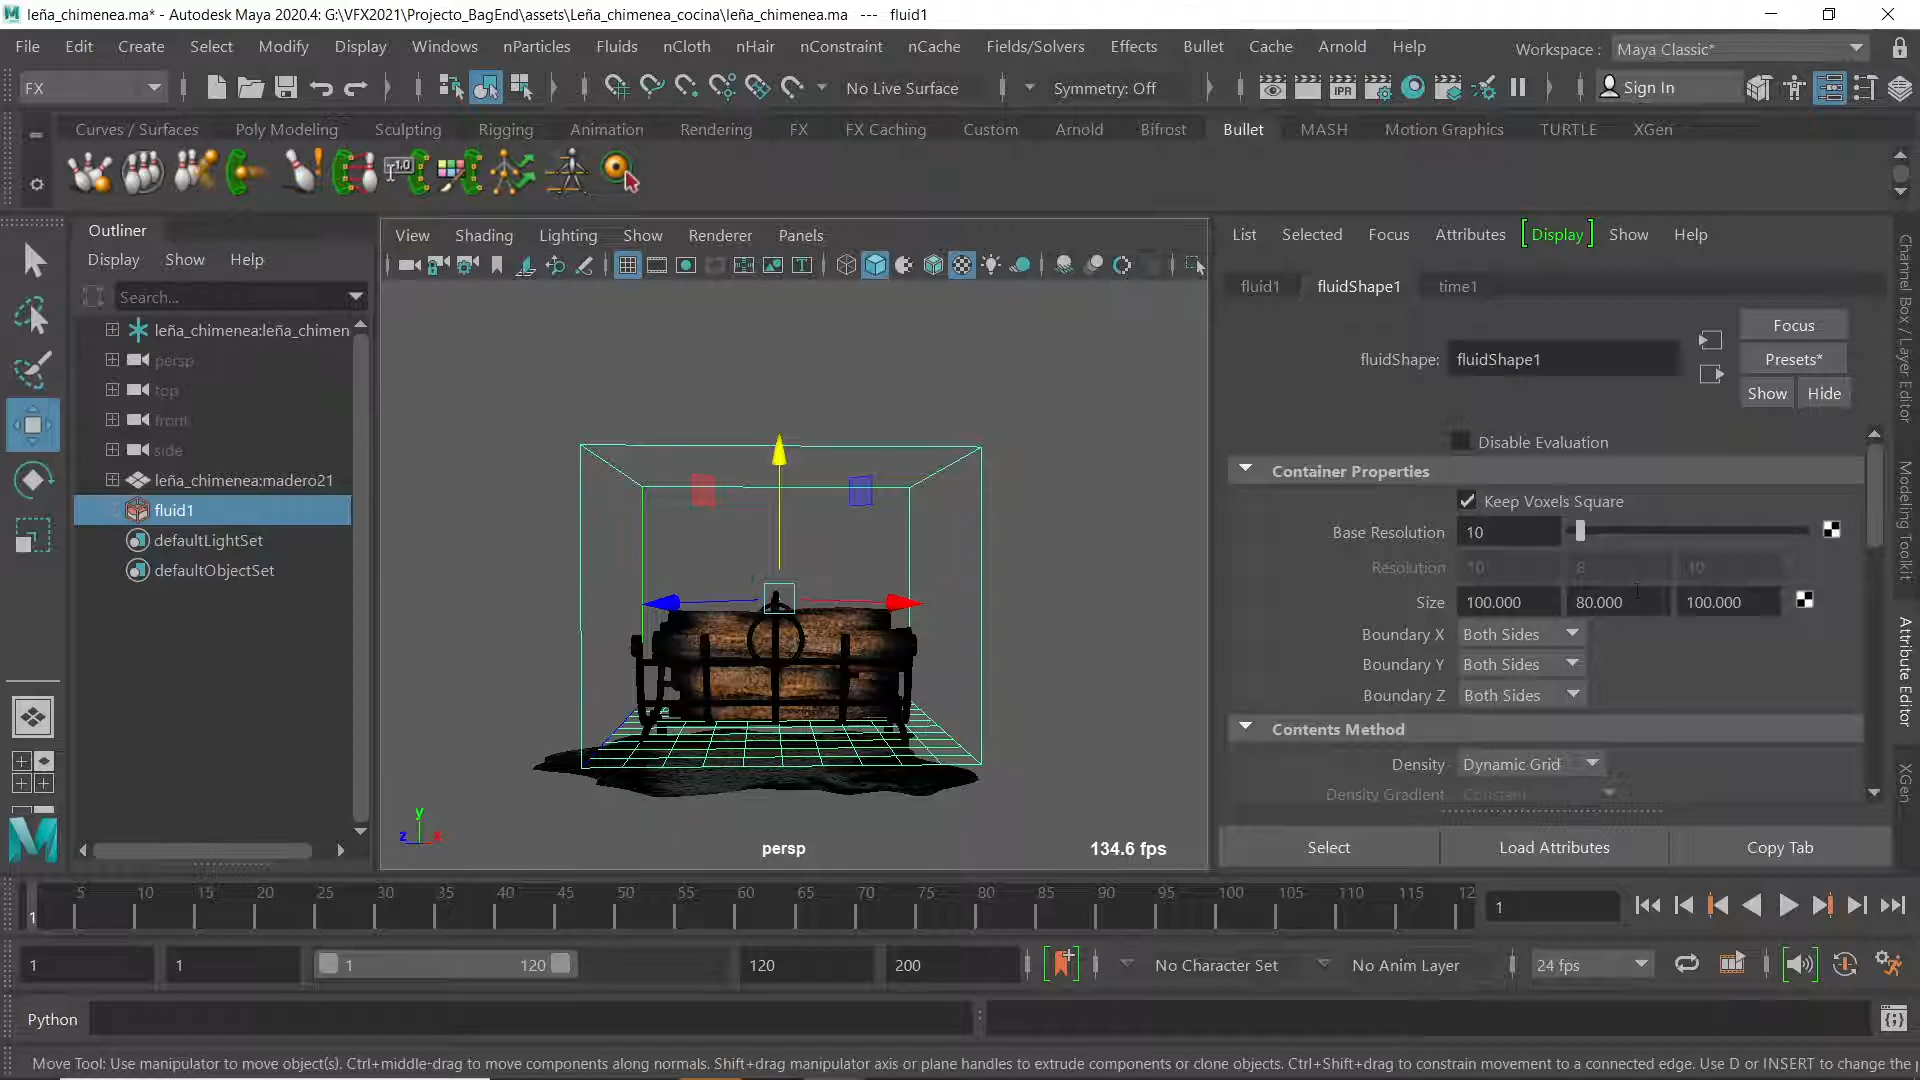 leña_chimenea.ma* - Autodesk Maya 2020.4: G:\VFX2021\Projecto_BagEnd\assets\Leña_chimenea_cocina\leña_chimenea.ma --- fluid1
File Edit Create Select Modify Display Windows nParticles Fluids nCloth nHair nConstraint nCache Fields/Solvers Effects Bullet Cache Arnold Help Workspace : Maya Classic*
FX No Live Surface Symmetry: Off IPR Sign In
Curves / Surfaces Poly Modeling Sculpting Rigging Animation Rendering FX FX Caching Custom Arnold Bifrost Bullet MASH Motion Graphics TURTLE XGen
1.0
Outliner
Display Show Help
Search...
leña_chimenea:leña_chimen
persp
top
front
side
leña_chimenea:madero21
fluid1
defaultLightSet
defaultObjectSet
View Shading Lighting Show Renderer Panels
y
z x
persp
134.6 fps
List Selected Focus Attributes Display Show Help
fluid1 fluidShape1 time1
Focus
fluidShape: fluidShape1 Presets*
Show Hide
Disable Evaluation
Container Properties
Keep Voxels Square
Base Resolution 10
Resolution 10 8 10
Size 100.000 80.000 100.000
Boundary X Both Sides
Boundary Y Both Sides
Boundary Z Both Sides
Contents Method
Density Dynamic Grid
Density Gradient Constant
Select Load Attributes Copy Tab
Channel Box / Layer Editor
Modeling Toolkit
Attribute Editor
XGen
5 10 15 20 25 30 35 40 45 50 55 60 65 70 75 80 85 90 95 100 105 110 115 12
1 1
1 1 1 120 120 200 No Character Set No Anim Layer 24 fps
Python
Move Tool: Use manipulator to move object(s). Ctrl+middle-drag to move components along normals. Shift+drag manipulator axis or plane handles to extrude components or clone objects. Ctrl+Shift+drag to constrain movement to a connected edge. Use D or INSERT to change the